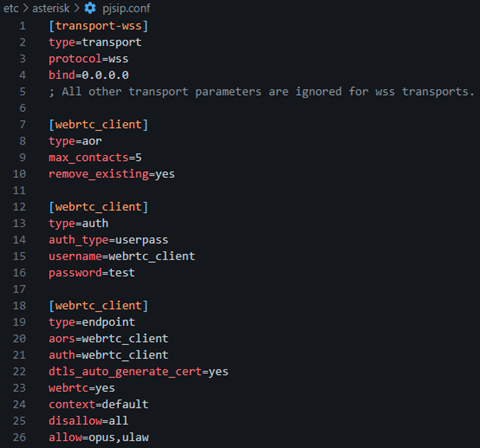 etc > asterisk > pjsip.conf
1 [transport-wss]
2 type=transport
3 protocol=wss
4 bind=0.0.0.0
5 ; All other transport parameters are ignored for wss transports.
6
7 [webrtc_client]
8 type=aor
9 max_contacts=5
10 remove_existing=yes
11
12 [webrtc_client]
13 type=auth
14 auth_type=userpass
15 username=webrtc_client
16 password=test
17
18 [webrtc_client]
19 type=endpoint
20 aors=webrtc_client
21 auth=webrtc_client
22 dtls_auto_generate_cert=yes
23 webrtc=yes
24 context=default
25 disallow=all
26 allow=opus,ulaw